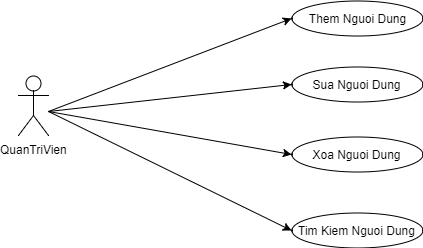 Them Nguoi Dung
Sua Nguoi Dung
QuanTriVien
Xoa Nguoi Dung
Tim Kiem Nguoi Dung